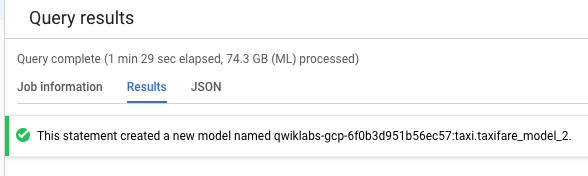 Query results
Query complete (1 min 29 sec elapsed, 74.3 GB (ML) processed)
Job information Results JSON
This statement created a new model named qwiklabs-gcp-6f0b3d951b56ec57:taxi.taxifare_model_2.